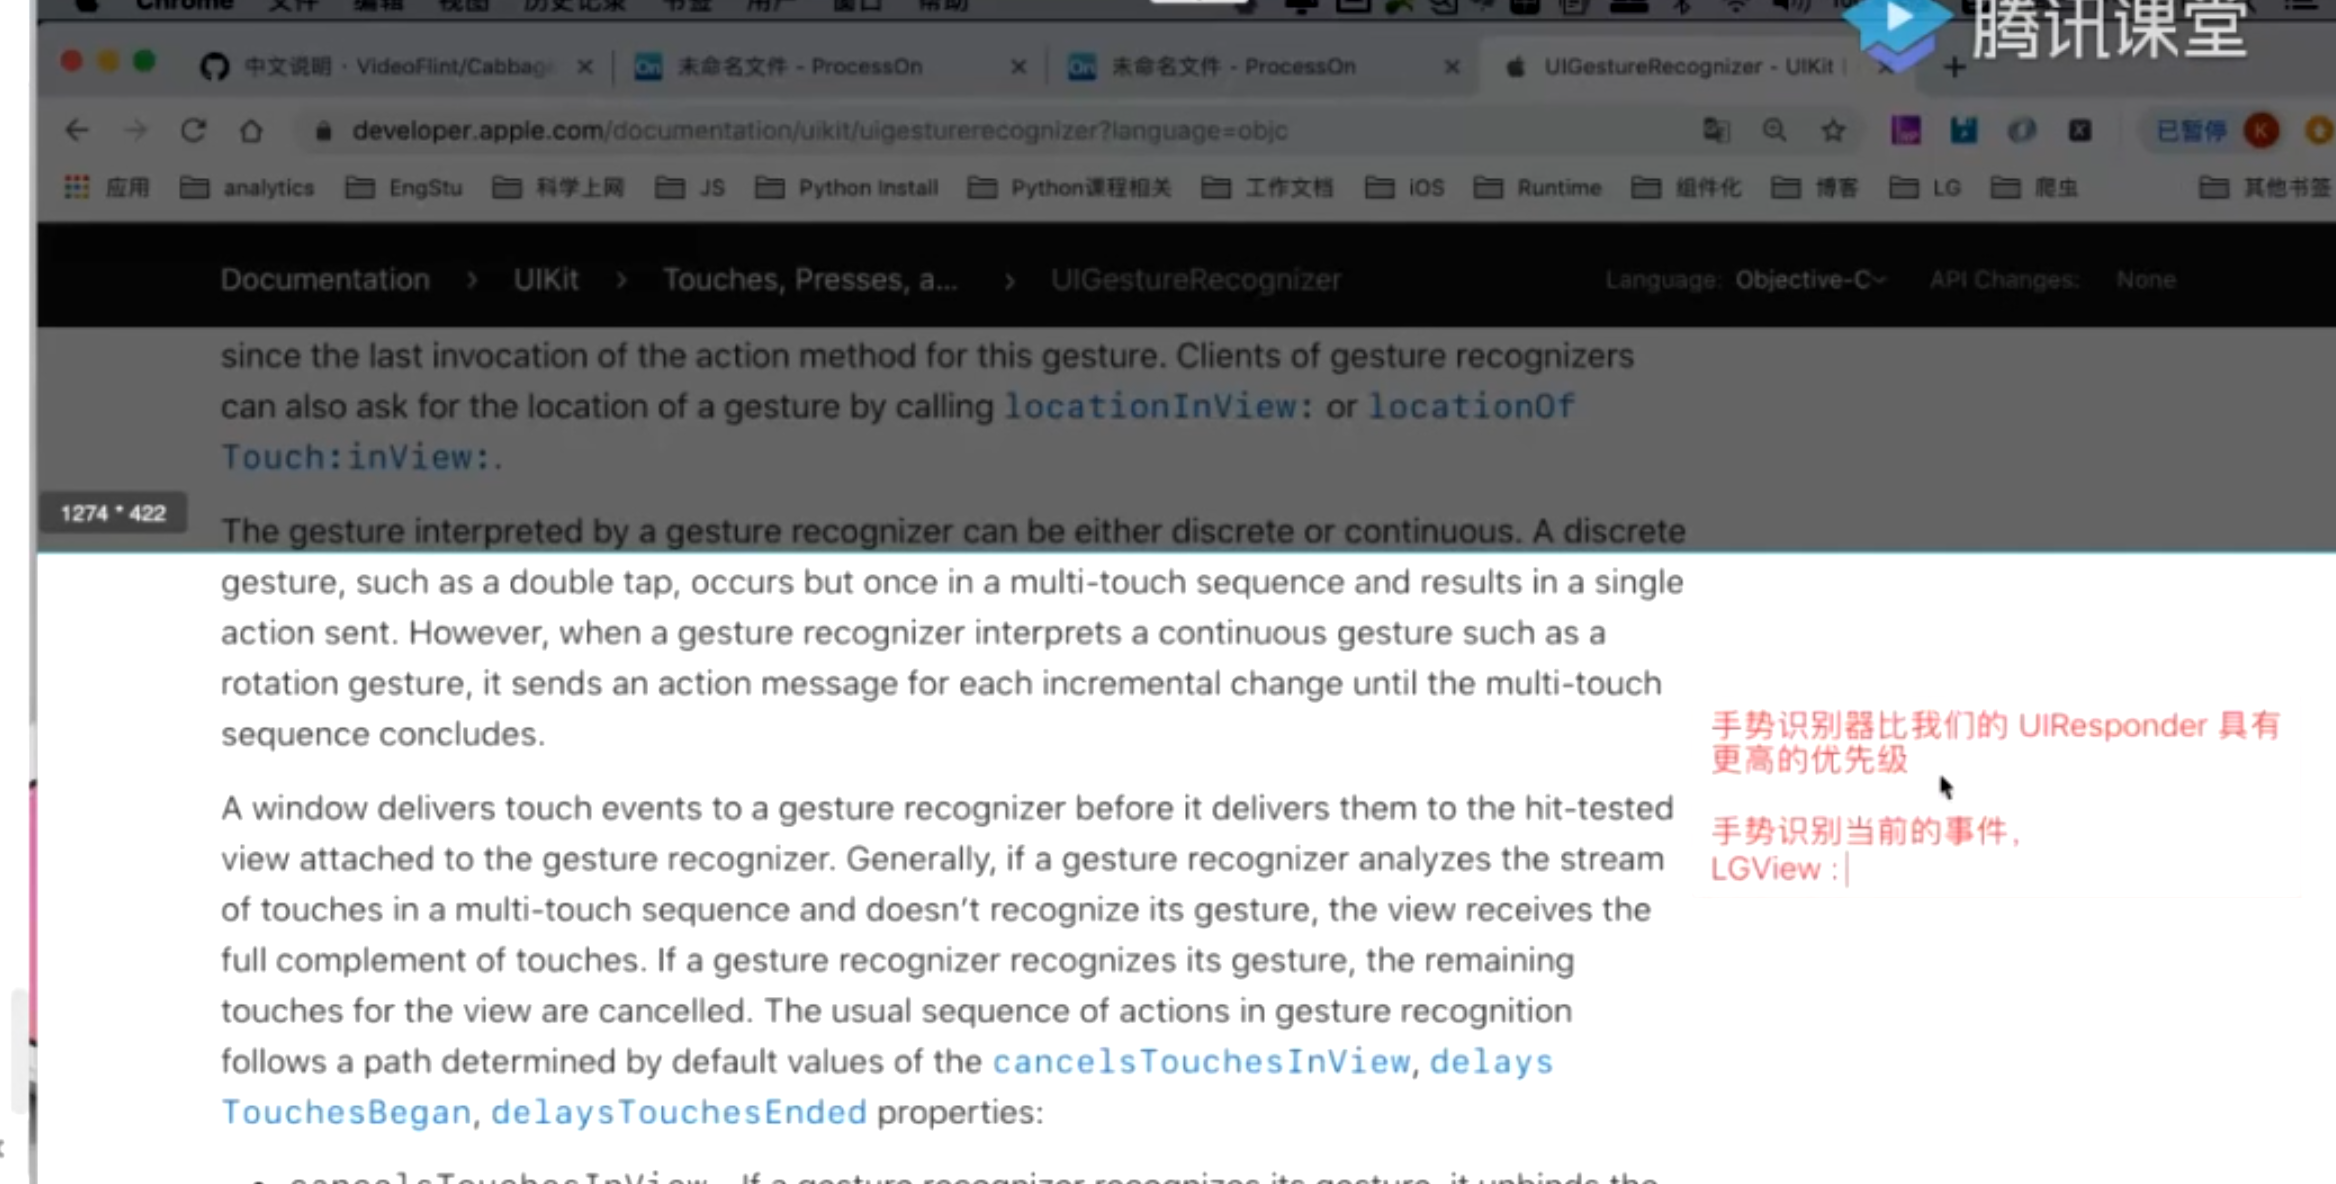 Chrome 文件 编辑 视图 历史记录 书签 用户 窗口 帮助
腾讯课堂
中文说明 · VideoFlint/Cabbage
未命名文件 - ProcessOn
未命名文件 - ProcessOn
UIGestureRecognizer - UIKit |
developer.apple.com/documentation/uikit/uigesturerecognizer?language=objc
已暂停 K
应用 analytics EngStu 科学上网 JS Python Install Python课程相关 工作文档 iOS Runtime 组件化 博客 LG 爬虫 其他书签
Documentation > UIKit > Touches, Presses, a... > UIGestureRecognizer Language: Objective-C API Changes: None
since the last invocation of the action method for this gesture. Clients of gesture recognizers
can also ask for the location of a gesture by calling locationInView: or locationOf
Touch:inView:.
1274 * 422
The gesture interpreted by a gesture recognizer can be either discrete or continuous. A discrete
gesture, such as a double tap, occurs but once in a multi-touch sequence and results in a single
action sent. However, when a gesture recognizer interprets a continuous gesture such as a
rotation gesture, it sends an action message for each incremental change until the multi-touch
sequence concludes.
手势识别器比我们的 UIResponder 具有
更高的优先级
手势识别当前的事件，
LGView :
A window delivers touch events to a gesture recognizer before it delivers them to the hit-tested
view attached to the gesture recognizer. Generally, if a gesture recognizer analyzes the stream
of touches in a multi-touch sequence and doesn't recognize its gesture, the view receives the
full complement of touches. If a gesture recognizer recognizes its gesture, the remaining
touches for the view are cancelled. The usual sequence of actions in gesture recognition
follows a path determined by default values of the cancelsTouchesInView, delays
TouchesBegan, delaysTouchesEnded properties:
cancelsTouchesInView—If a gesture recognizer recognizes its gesture, it unbinds the